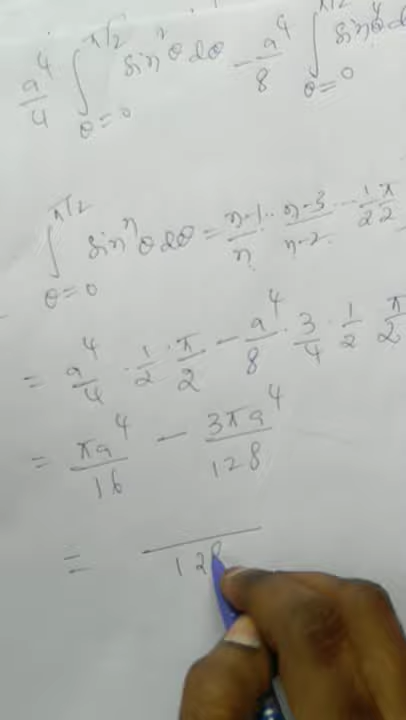 a⁴/4 ∫_{θ=0}^{π/2} sin²θ dθ - a⁴/8 ∫_{θ=0}^{π/2} sin⁴θ d
∫_{θ=0}^{π/2} sinⁿθ dθ = n-1/n · n-3/n-2 --- 1/2 π/2
= a⁴/4 · 1/2 · π/2 - a⁴/8 · 3/4 · 1/2 π/2
= πa⁴/16 - 3πa⁴/128
= /128